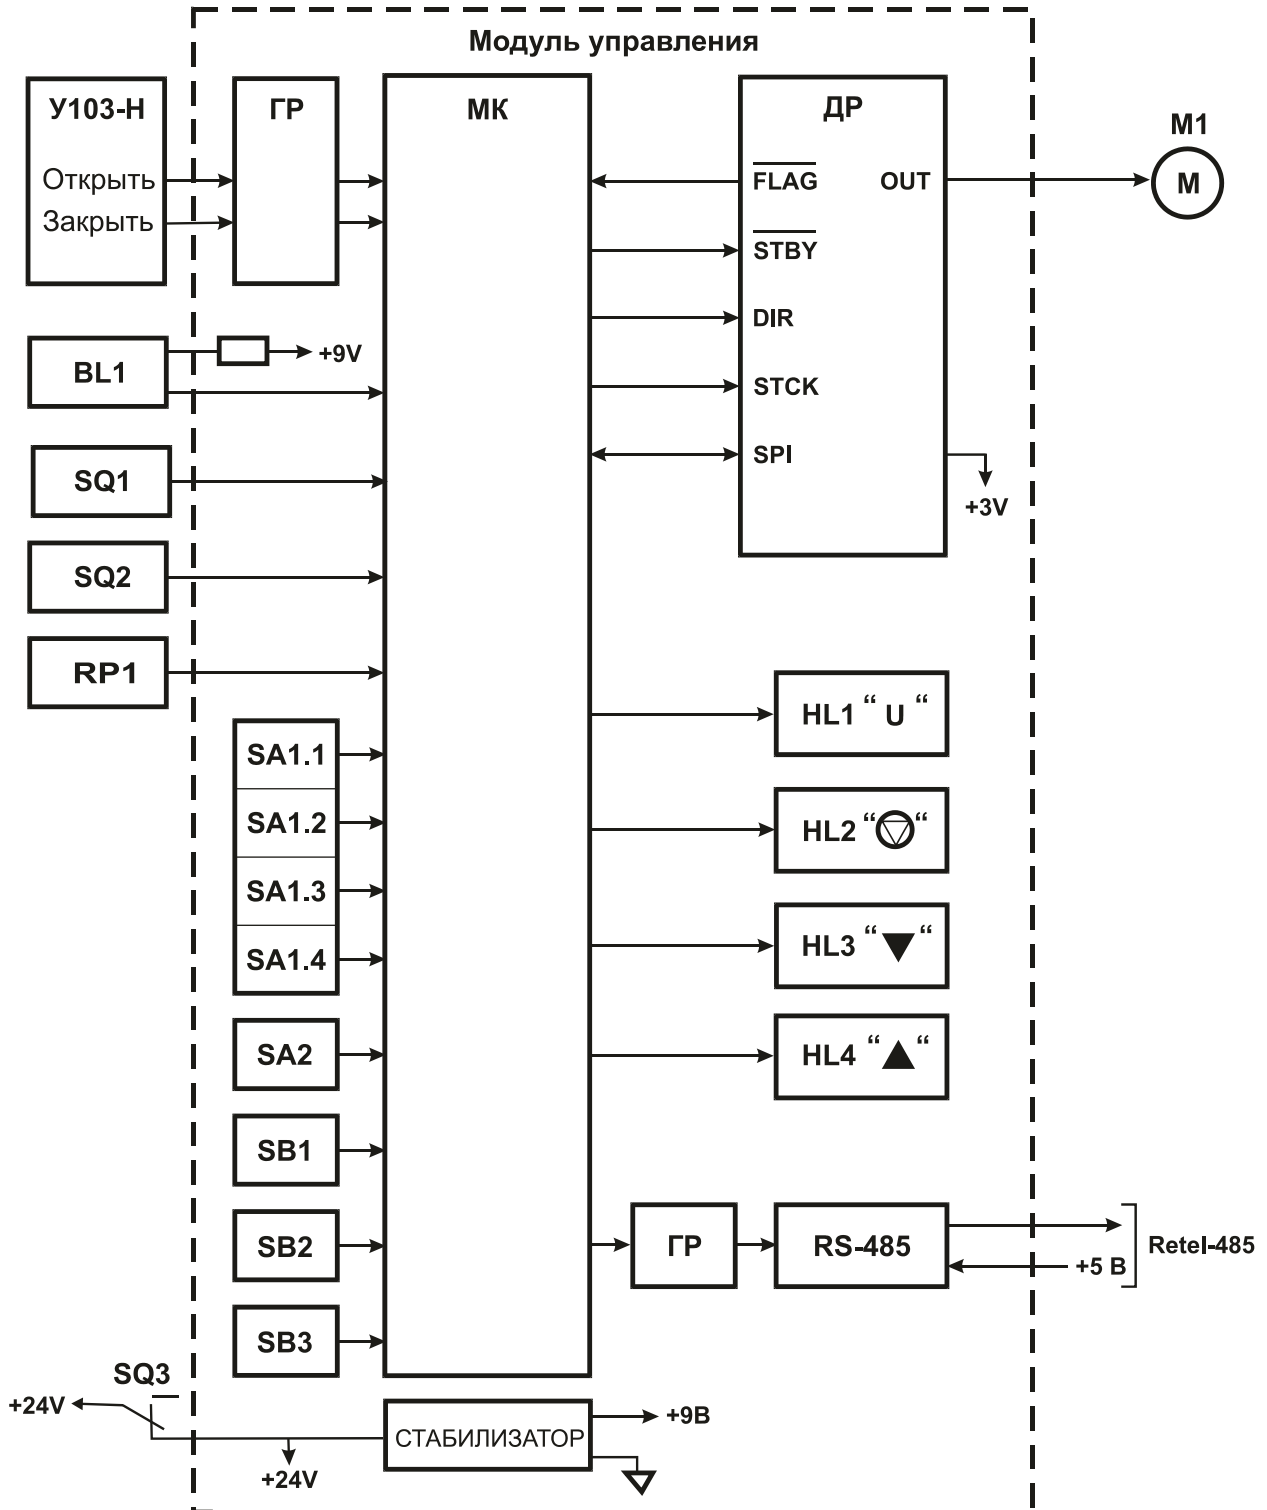 Модуль управления
У103-Н
Открыть
Закрыть
ГР
МК
ДР
FLAG
STBY
DIR
STCK
SPI
OUT
+3V
M1
M
BL1
+9V
SQ1
SQ2
RP1
SA1.1
SA1.2
SA1.3
SA1.4
SA2
SB1
SB2
SB3
HL1 “ U “
HL2 “ “
HL3 “▼“
HL4 “▲“
ГР
RS-485
Retel-485
+5 В
SQ3
+24V
+24V
СТАБИЛИЗАТОР
+9В